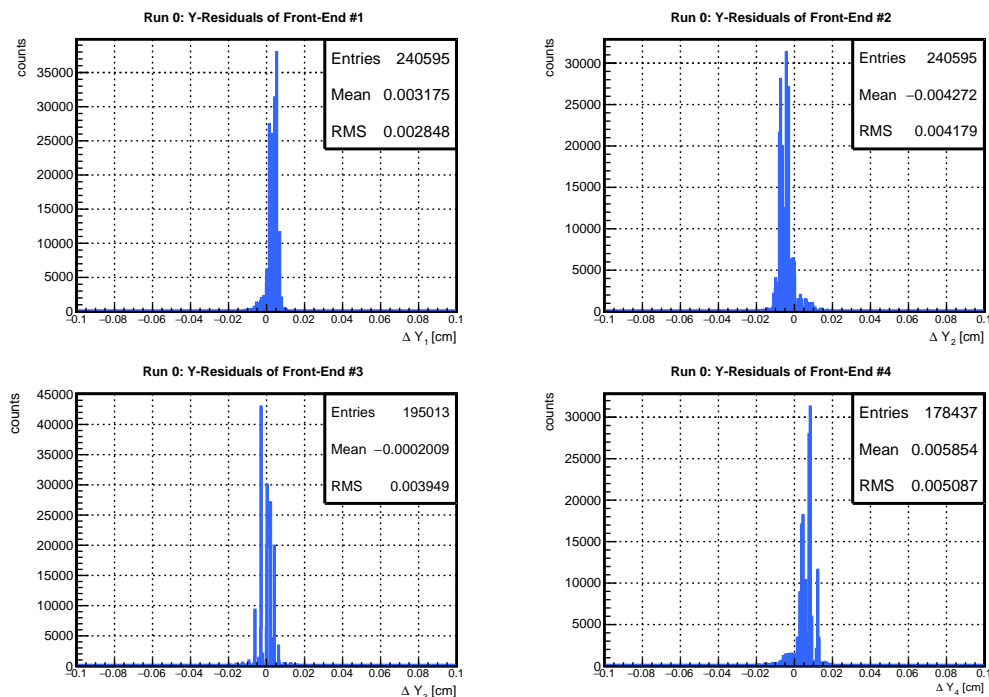 Run 0: Y-Residuals of Front-End #1
counts
35000
30000
25000
20000
15000
10000
5000
0
Entries 240595
Mean 0.003175
RMS 0.002848
−0.1 −0.08 −0.06 −0.04 −0.02 0 0.02 0.04 0.06 0.08 0.1
Δ Y1 [cm]
Run 0: Y-Residuals of Front-End #2
counts
30000
25000
20000
15000
10000
5000
0
Entries 240595
Mean −0.004272
RMS 0.004179
−0.1 −0.08 −0.06 −0.04 −0.02 0 0.02 0.04 0.06 0.08 0.1
Δ Y2 [cm]
Run 0: Y-Residuals of Front-End #3
counts
45000
40000
35000
30000
25000
20000
15000
10000
5000
0
Entries 195013
Mean −0.0002009
RMS 0.003949
−0.1 −0.08 −0.06 −0.04 −0.02 0 0.02 0.04 0.06 0.08 0.1
Δ Y3 [cm]
Run 0: Y-Residuals of Front-End #4
counts
30000
25000
20000
15000
10000
5000
0
Entries 178437
Mean 0.005854
RMS 0.005087
−0.1 −0.08 −0.06 −0.04 −0.02 0 0.02 0.04 0.06 0.08 0.1
Δ Y4 [cm]